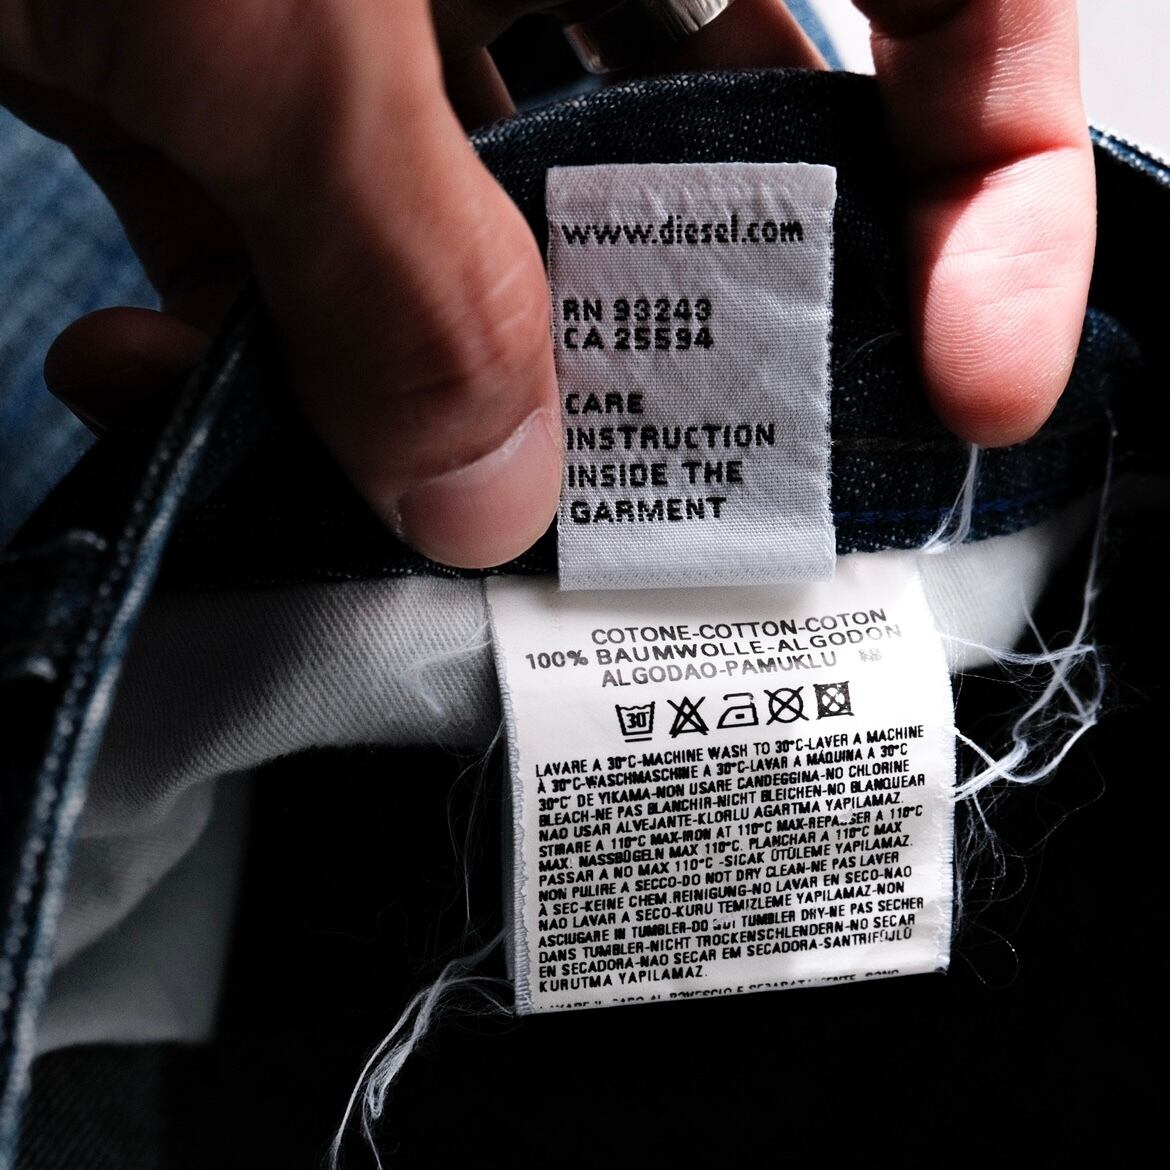 www.diesel.com
RN 93243
CA 25594
CARE
INSTRUCTION
INSIDE THE
GARMENT
COTONE-COTTON-COTON
100% BAUMWOLLE-ALGODON
ALGODAO-PAMUKLU
30
LAVARE A 30°C-MACHINE WASH TO 30°C-LAVER A MACHINE
À 30°C-WASCHMASCHINE A 30°C-LAVAR A MÁQUINA A 30°C
30°C' DE YIKAMA-NON USARE CANDEGGINA-NO CHLORINE
BLEACH-NE PAS BLANCHIR-NICHT BLEICHEN-NO BLANQUEAR
NAO USAR ALVEJANTE-KLORLU AGARTMA YAPILAMAZ.
STIRARE A 110°C MAX-IRON AT 110°C MAX-REPASSER A 110°C
MAX. NASSBÜGELN MAX 110°C. PLANCHAR A 110°C MAX
PASSAR A NO MAX 110°C -SICAK ÜTÜLEME YAPILAMAZ.
NON PULIRE A SECCO-DO NOT DRY CLEAN-NE PAS LAVER
À SEC-KEINE CHEM.REINIGUNG-NO LAVAR EN SECO-NAO
NAO LAVAR A SECO-KURU TEMIZLEME YAPILAMAZ-NON
ASCIUGARE IN TUMBLER-DO NOT TUMBLER DRY-NE PAS SECHER
DANS TUMBLER-NICHT TROCKENSCHLENDERN-NO SECAR
EN SECADORA-NAO SECAR EM SECADORA-SANTRIFÜJLÜ
KURUTMA YAPILAMAZ.
LAVARE IL CAPO AL ROVESCIO E